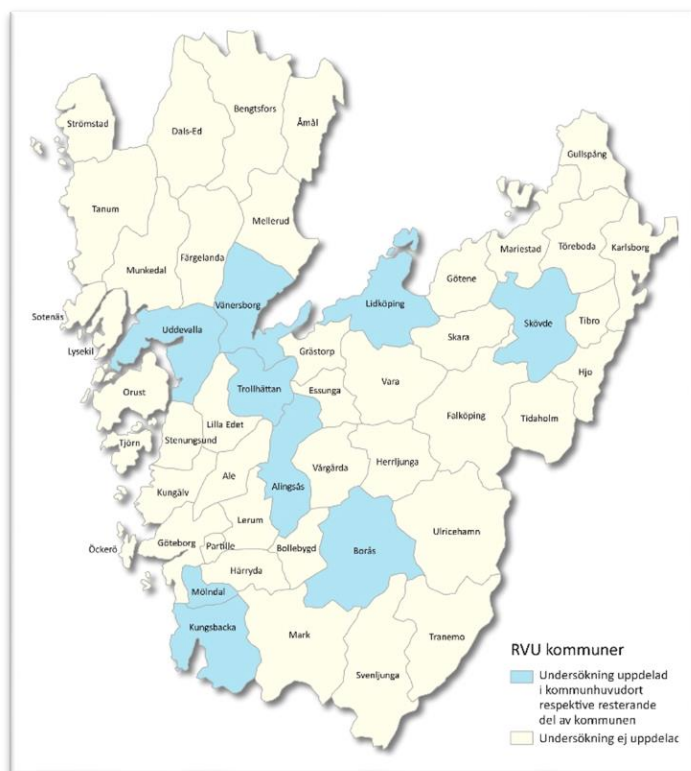 Strömstad
Dals-Ed
Bengtsfors
Åmål
Gullspång
Tanum
Mellerud
Munkedal
Färgelanda
Mariestad
Töreboda
Karlsborg
Götene
Vänersborg
Lidköping
Sotenäs
Uddevalla
Skövde
Lysekil
Grästorp
Skara
Tibro
Hjo
Orust
Trollhättan
Essunga
Vara
Falköping
Tidaholm
Lilla Edet
Tjörn
Stenungsund
Vårgårda
Herrljunga
Ale
Alingsås
Kungälv
Lerum
Ulricehamn
Öckerö
Göteborg
Partille
Bollebygd
Borås
Härryda
Mölndal
Kungsbacka
Mark
Tranemo
Svenljunga
RVU kommuner
Undersökning uppdelad
i kommunhuvudort
respektive resterande
del av kommunen
Undersökning ej uppdelad